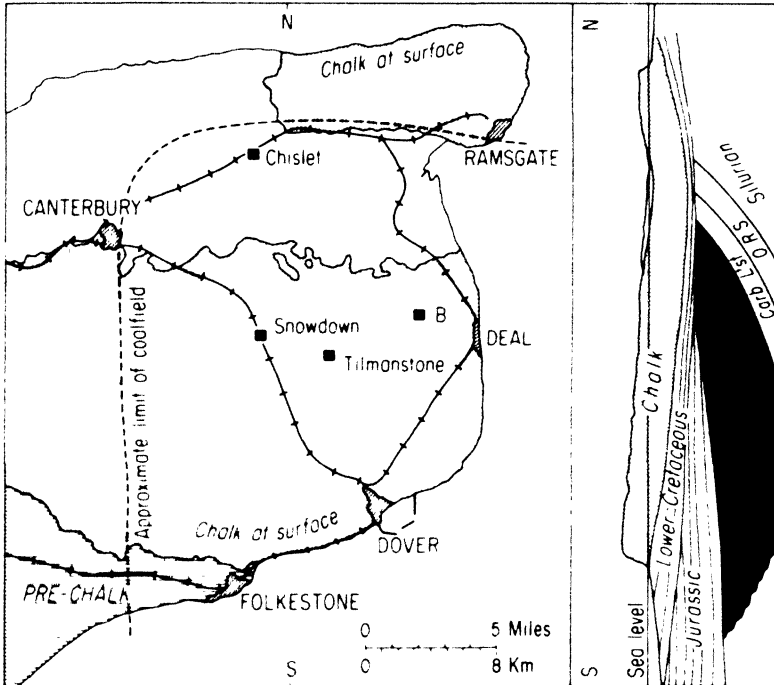 N
Chalk at surface
RAMSGATE
Chislet
CANTERBURY
B
Snowdown
DEAL
Tilmanstone
Approximate limit of coalfield
Chalk at surface
DOVER
PRE-CHALK
FOLKESTONE
0 5 Miles
0 8 Km
S
N
Silurian
O R S
Carb L'st
Chalk
Lower Cretaceous
Jurassic
Sea level
S